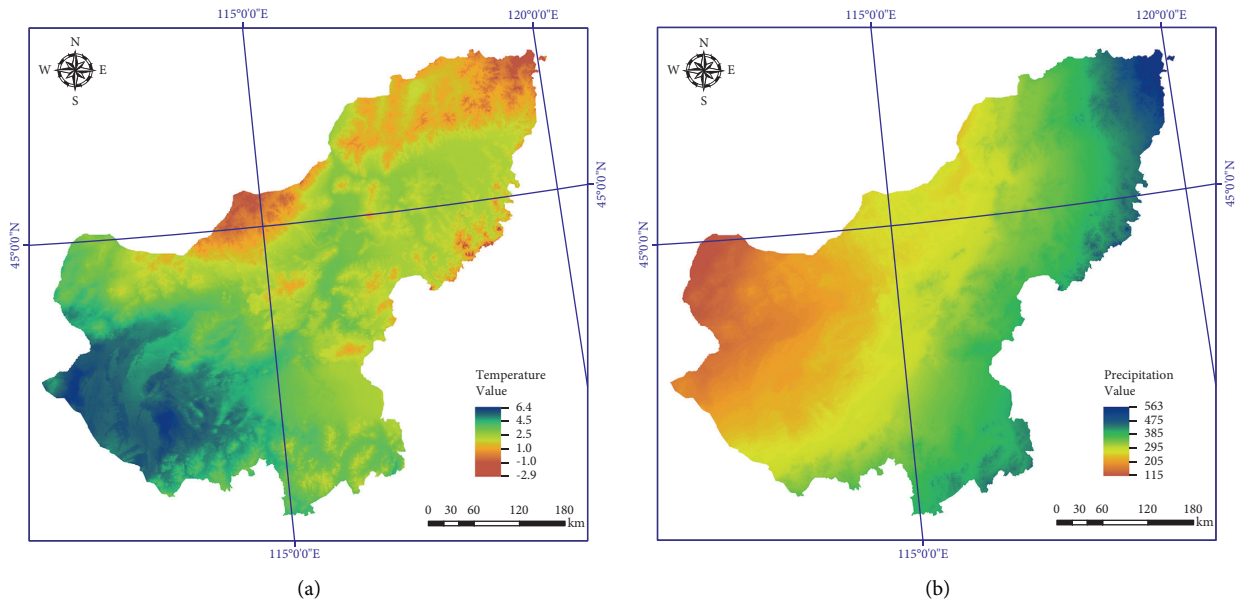 115°0'0"E
120°0'0"E
N
W E
S
45°0'0"N
45°0'0"N
Temperature
Value
6.4
4.5
2.5
1.0
-1.0
-2.9
0 30 60 120 180
km
115°0'0"E
(a)
115°0'0"E
120°0'0"E
N
W E
S
45°0'0"N
45°0'0"N
Precipitation
Value
563
475
385
295
205
115
0 30 60 120 180
km
115°0'0"E
(b)